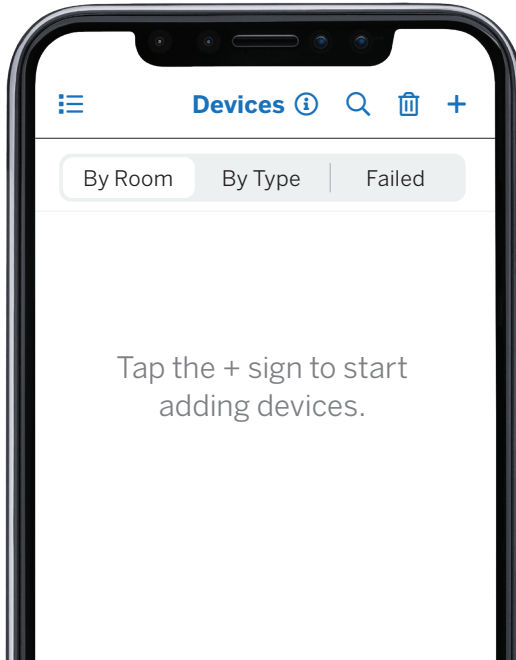 Devices
By Room By Type Failed
Tap the + sign to start
adding devices.